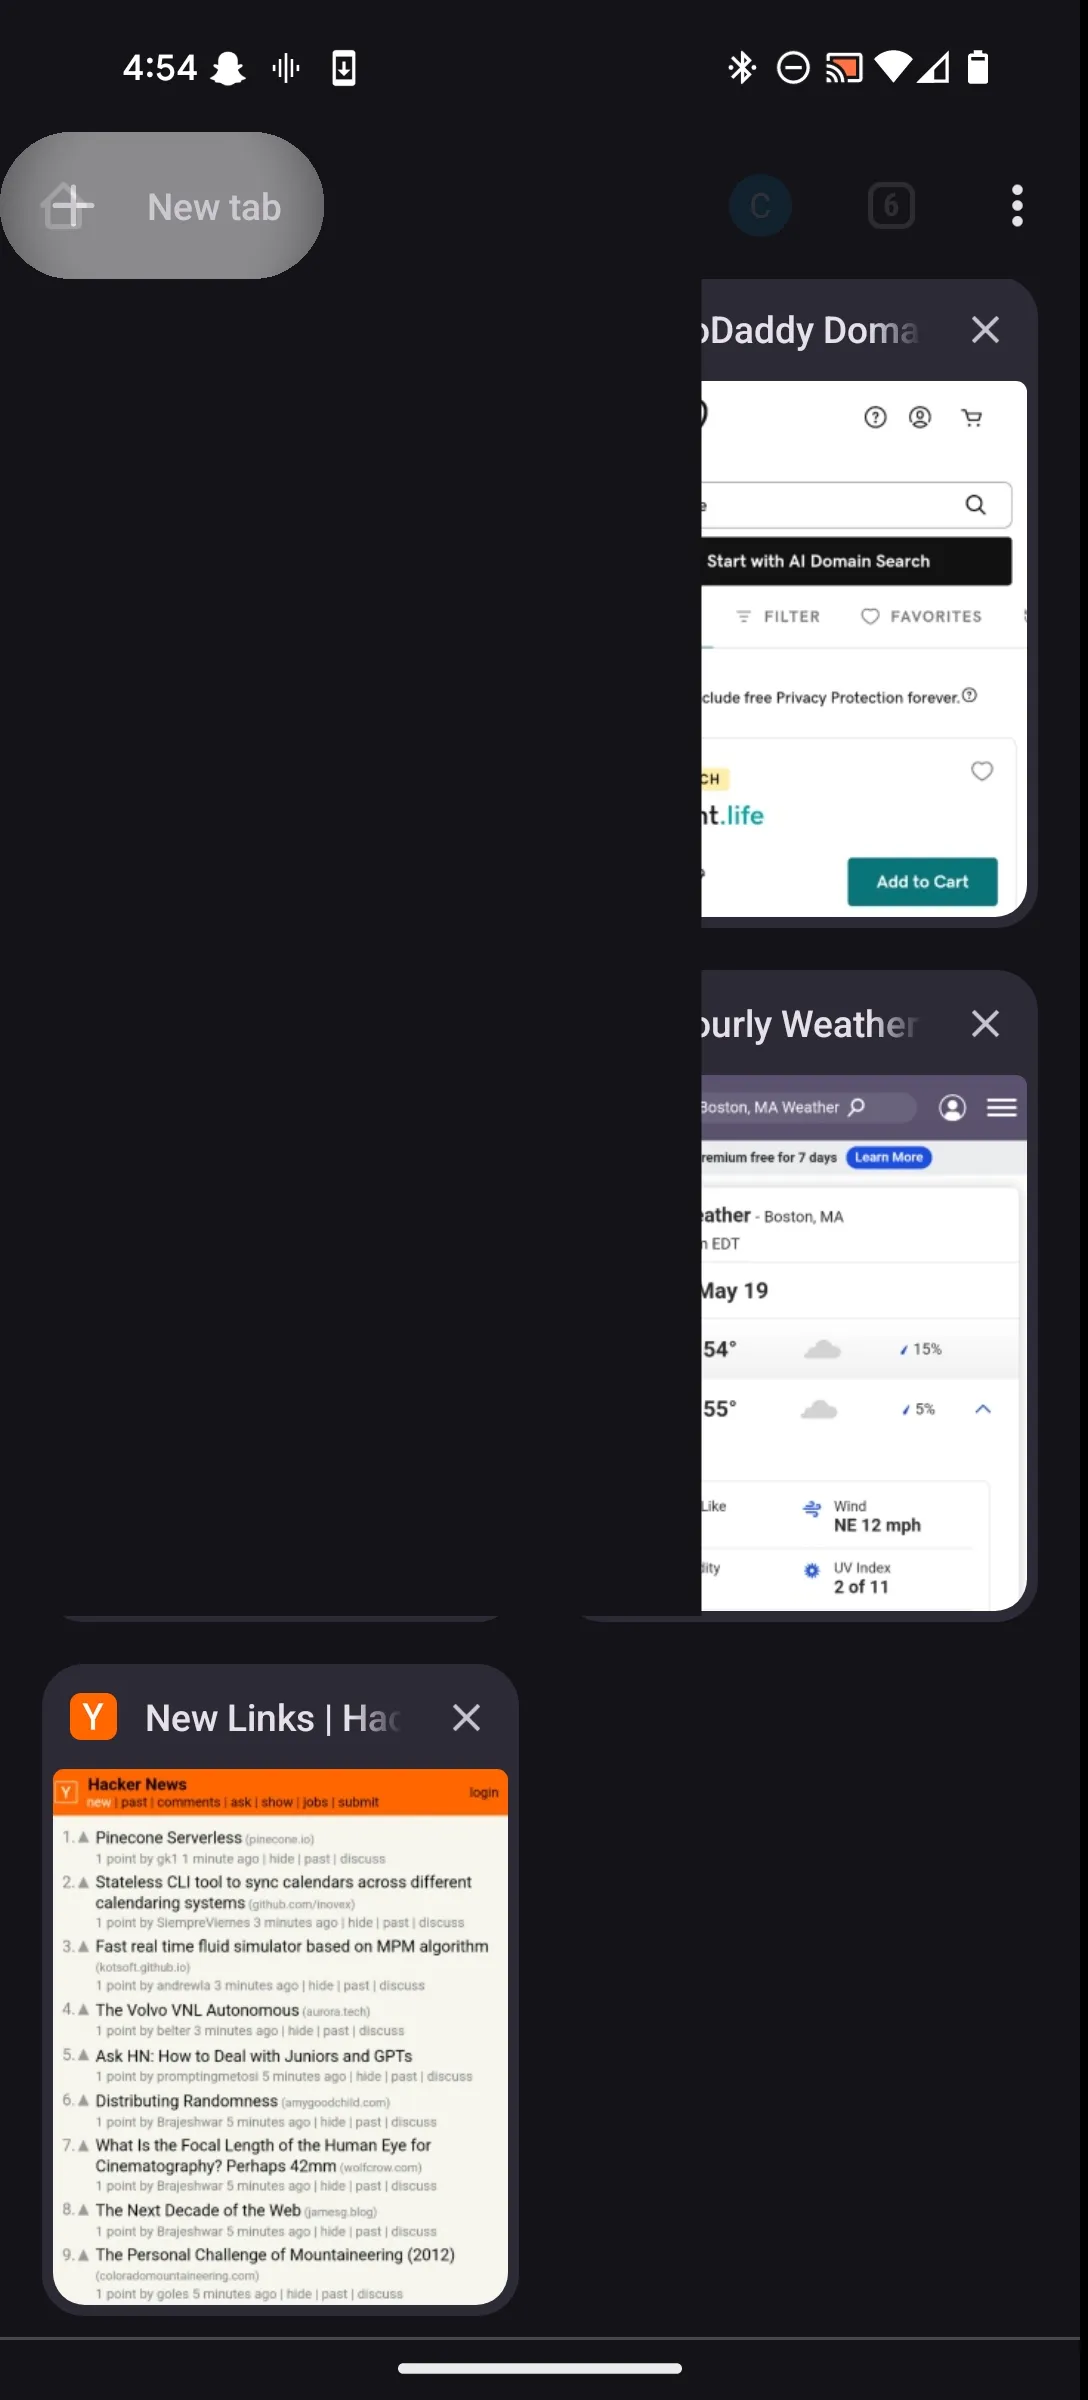 4:54
New tab
C
6
oDaddy Doma
e
Start with AI Domain Search
FILTER
FAVORITES
clude free Privacy Protection forever.
CH
nt.life
Add to Cart
ourly Weather
Boston, MA Weather
remium free for 7 days
Learn More
eather - Boston, MA
n EDT
May 19
54° 15%
55° 5%
Like
Wind
NE 12 mph
dity
UV Index
2 of 11
Y
New Links | Hac
Y
Hacker News
login
new | past | comments | ask | show | jobs | submit
1. Pinecone Serverless (pinecone.io)
1 point by gk1 1 minute ago | hide | past | discuss
2. Stateless CLI tool to sync calendars across different
calendaring systems (github.com/inovex)
1 point by SiempreViernes 3 minutes ago | hide | past | discuss
3. Fast real time fluid simulator based on MPM algorithm
(kotsoft.github.io)
1 point by andrewla 3 minutes ago | hide | past | discuss
4. The Volvo VNL Autonomous (aurora.tech)
1 point by belter 3 minutes ago | hide | past | discuss
5. Ask HN: How to Deal with Juniors and GPTs
1 point by promptingmetosi 5 minutes ago | hide | past | discuss
6. Distributing Randomness (amygoodchild.com)
1 point by Brajeshwar 5 minutes ago | hide | past | discuss
7. What Is the Focal Length of the Human Eye for
Cinematography? Perhaps 42mm (wolfcrow.com)
1 point by Brajeshwar 5 minutes ago | hide | past | discuss
8. The Next Decade of the Web (jamesg.blog)
1 point by Brajeshwar 5 minutes ago | hide | past | discuss
9. The Personal Challenge of Mountaineering (2012)
(coloradomountaineering.com)
1 point by goles 5 minutes ago | hide | past | discuss